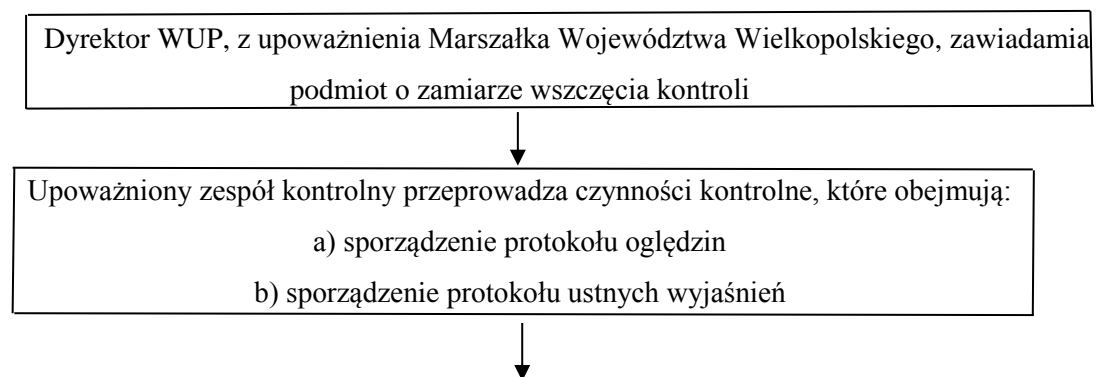 Dyrektor WUP, z upoważnienia Marszałka Województwa Wielkopolskiego, zawiadamia
podmiot o zamiarze wszczęcia kontroli
Upoważniony zespół kontrolny przeprowadza czynności kontrolne, które obejmują:
a) sporządzenie protokołu oględzin
b) sporządzenie protokołu ustnych wyjaśnień